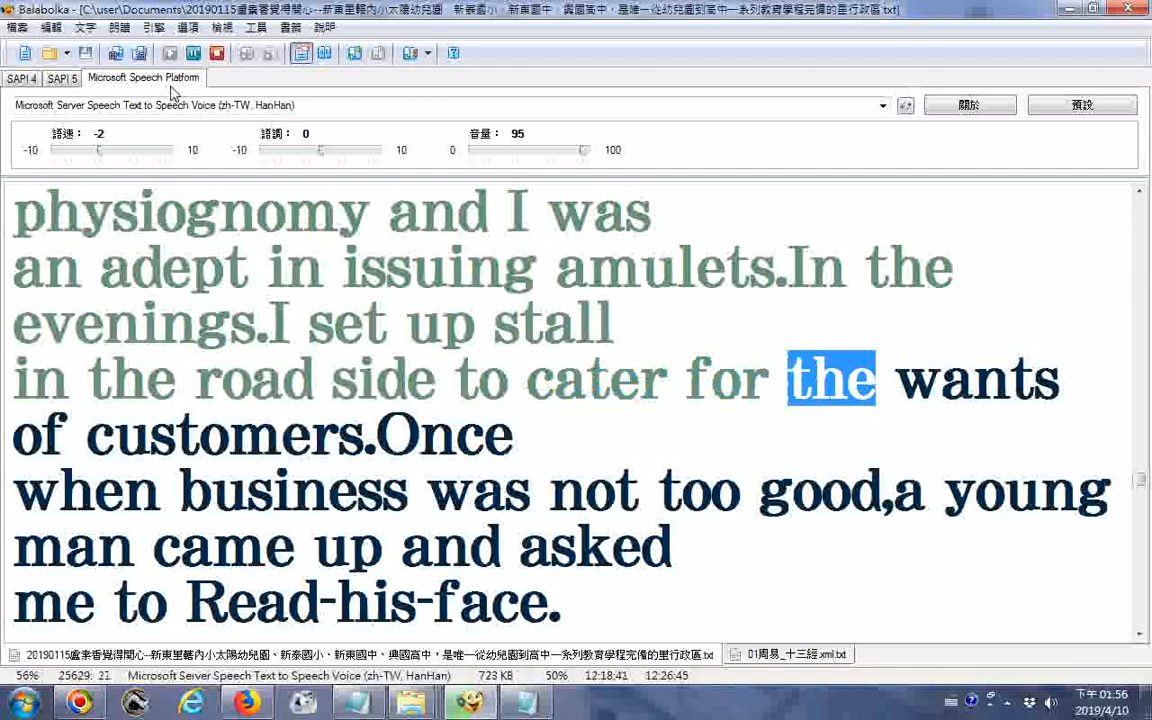 Balabolka - [C:\user\Documents\20190115盧素香覺得開心--新東里轄內小太陽幼兒園、新泰國小、新東國中、興國高中，是唯一從幼兒園到高中一系列教育學程完備的里行政區.txt]
檔案 編輯 文字 朗讀 引擎 選項 檢視 工具 書籤 說明
SAPI 4 SAPI 5 Microsoft Speech Platform
Microsoft Server Speech Text to Speech Voice (zh-TW, HanHan) 關於 預設
語速： -2 語調： 0 音量： 95
-10 10 -10 10 0 100
physiognomy and I was
an adept in issuing amulets.In the
evenings.I set up stall
in the road side to cater for the wants
of customers.Once
when business was not too good,a young
man came up and asked
me to Read-his-face.
20190115盧素香覺得開心--新東里轄內小太陽幼兒園、新泰國小、新東國中、興國高中，是唯一從幼兒園到高中一系列教育學程完備的里行政區.txt 01周易_十三經.xml.txt
56% 25629: 21 Microsoft Server Speech Text to Speech Voice (zh-TW, HanHan) 723 KB 50% 12:18:41 12:26:45
下午 01:56
2019/4/10